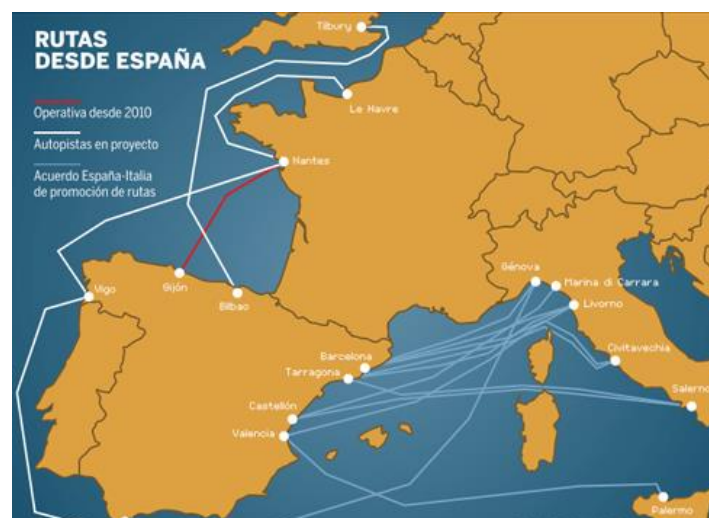 RUTAS
DESDE ESPAÑA
Operativa desde 2010
Autopistas en proyecto
Acuerdo España-Italia
de promoción de rutas
Tilbury
Le Havre
Nantes
Vigo
Gijón
Bilbao
Génova
Marina di Carrara
Livorno
Civitavechia
Barcelona
Tarragona
Salerno
Castellón
Valencia
Palermo